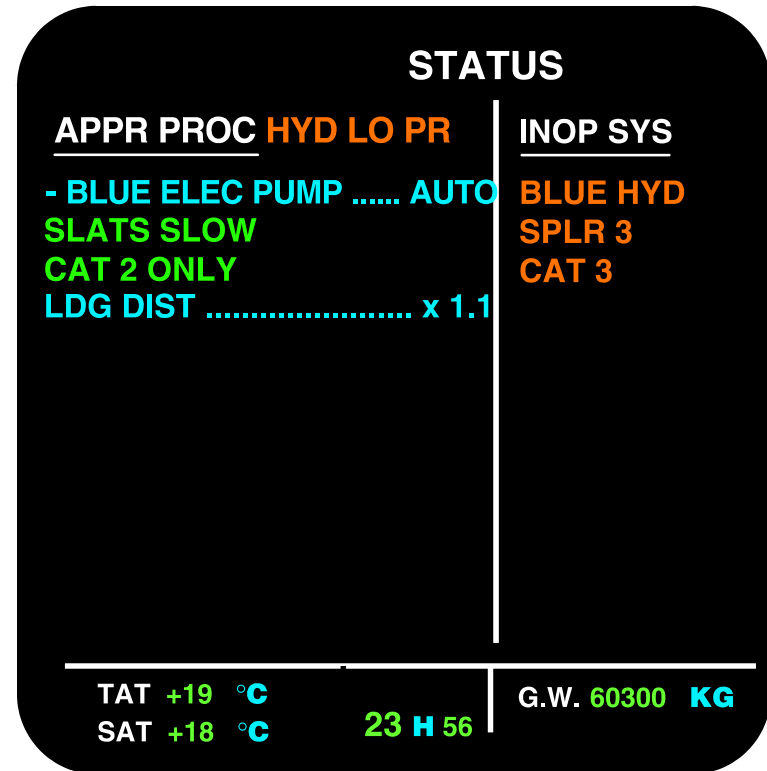 STATUS
APPR PROC HYD LO PR
- BLUE ELEC PUMP ...... AUTO
SLATS SLOW
CAT 2 ONLY
LDG DIST ....................... x 1.1
INOP SYS
BLUE HYD
SPLR 3
CAT 3
TAT +19 °C
SAT +18 °C
23 H 56
G.W. 60300 KG